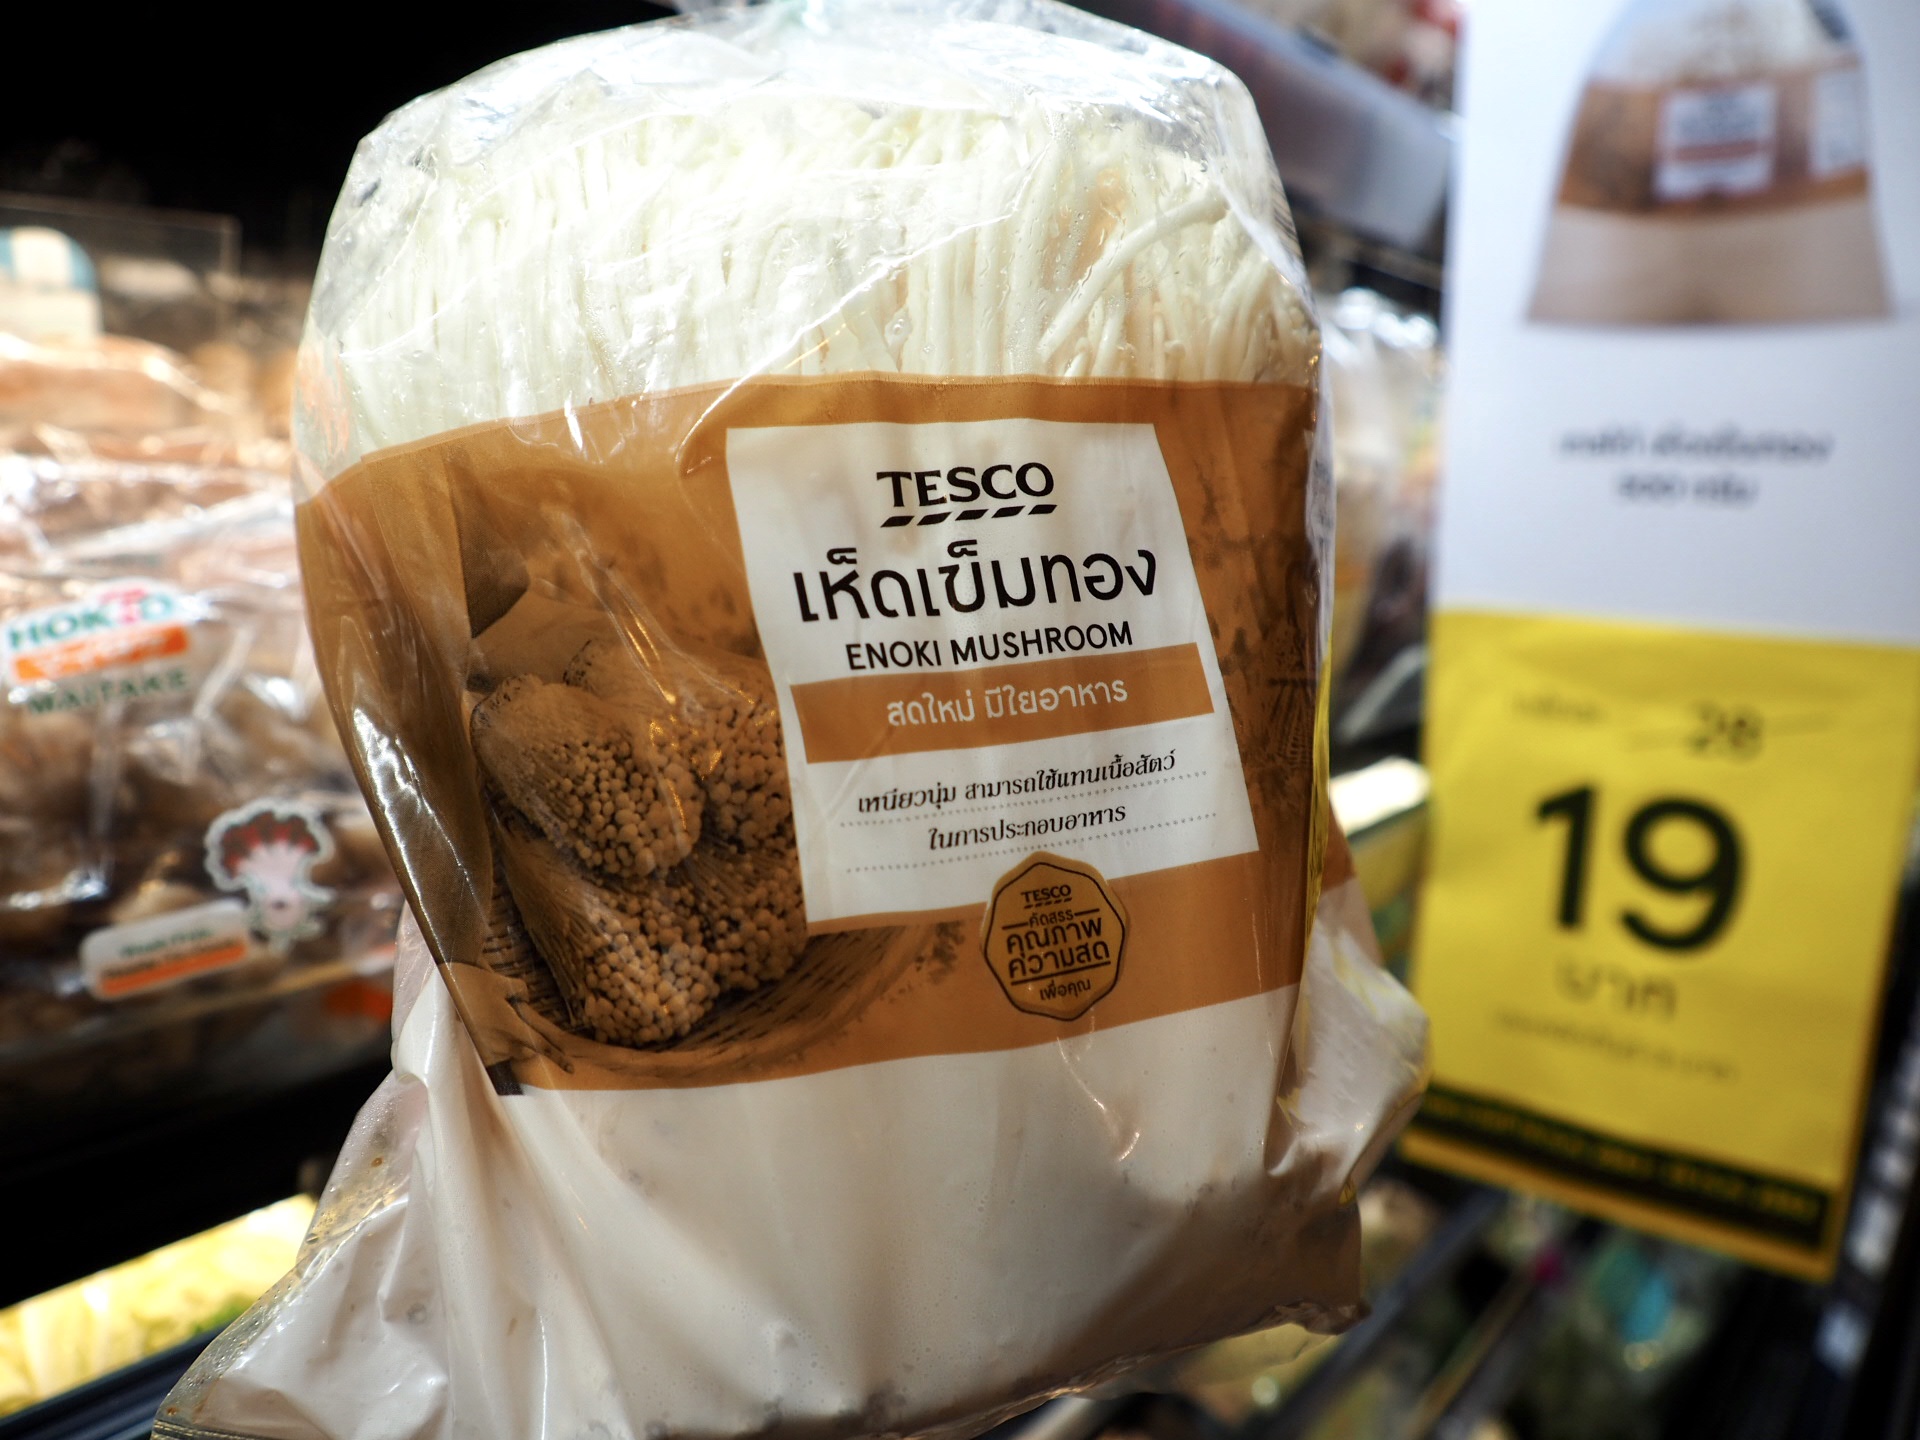 TESCO
เห็ดเข็มทอง
ENOKI MUSHROOM
สดใหม่ มีใยอาหาร
เหนียวนุ่ม สามารถใช้แทนเนื้อสัตว์
ในการประกอบอาหาร
TESCO
คัดสรร
คุณภาพ
ความสด
เพื่อคุณ
MAITAKE
28
19
บาท